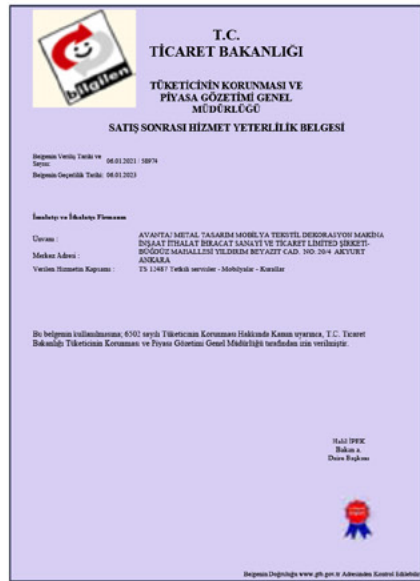 bilgilen
T.C.
TİCARET BAKANLIĞI
TÜKETİCİNİN KORUNMASI VE
PİYASA GÖZETİMİ GENEL
MÜDÜRLÜĞÜ
SATIŞ SONRASI HİZMET YETERLİLİK BELGESİ
Belgenin Veriliş Tarihi ve
Sayısı: 06.01.2021 / 58974
Belgenin Geçerlilik Tarihi: 06.01.2023
İmalatçı ve İthalatçı Firmanın
Unvanı : AVANTAJ METAL TASARIM MOBİLYA TEKSTİL DEKORASYON MAKİNA
İNŞAAT İTHALAT İHRACAT SANAYİ VE TİCARET LİMİTED ŞİRKETİ-
Merkez Adresi : BÜĞDÜZ MAHALLESİ YILDIRIM BEYAZIT CAD. NO: 20/4 AKYURT
ANKARA
Verilen Hizmetin Kapsamı : TS 12487 Yetkili servisler - Mobilyalar - Kurallar
Bu belgenin kullanılmasına; 6502 sayılı Tüketicinin Korunması Hakkında Kanun uyarınca, T.C. Ticaret
Bakanlığı Tüketicinin Korunması ve Piyasa Gözetimi Genel Müdürlüğü tarafından izin verilmiştir.
Halil İPEK
Bakan a.
Daire Başkanı
Belgenin Doğruluğu www.gtb.gov.tr Adresinden Kontrol Edilebilir